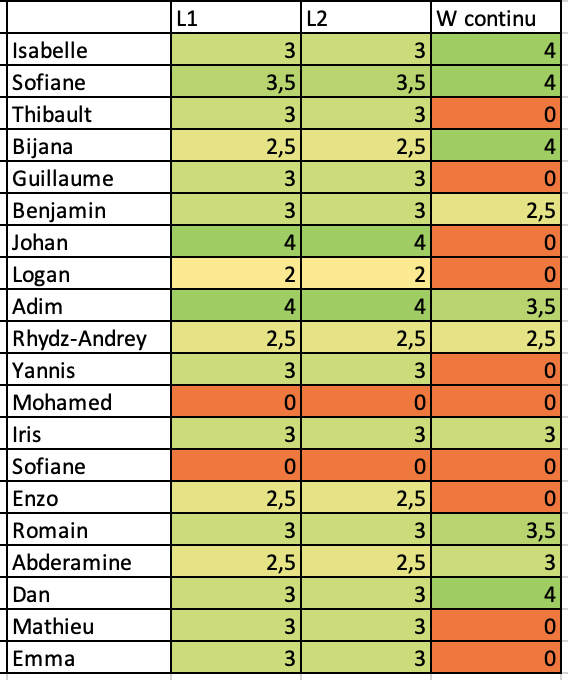 L1 L2 W continu
Isabelle 3 3 4
Sofiane 3,5 3,5 4
Thibault 3 3 0
Bijana 2,5 2,5 4
Guillaume 3 3 0
Benjamin 3 3 2,5
Johan 4 4 0
Logan 2 2 0
Adim 4 4 3,5
Rhydz-Andrey 2,5 2,5 2,5
Yannis 3 3 0
Mohamed 0 0 0
Iris 3 3 3
Sofiane 0 0 0
Enzo 2,5 2,5 0
Romain 3 3 3,5
Abderamine 2,5 2,5 3
Dan 3 3 4
Mathieu 3 3 0
Emma 3 3 0